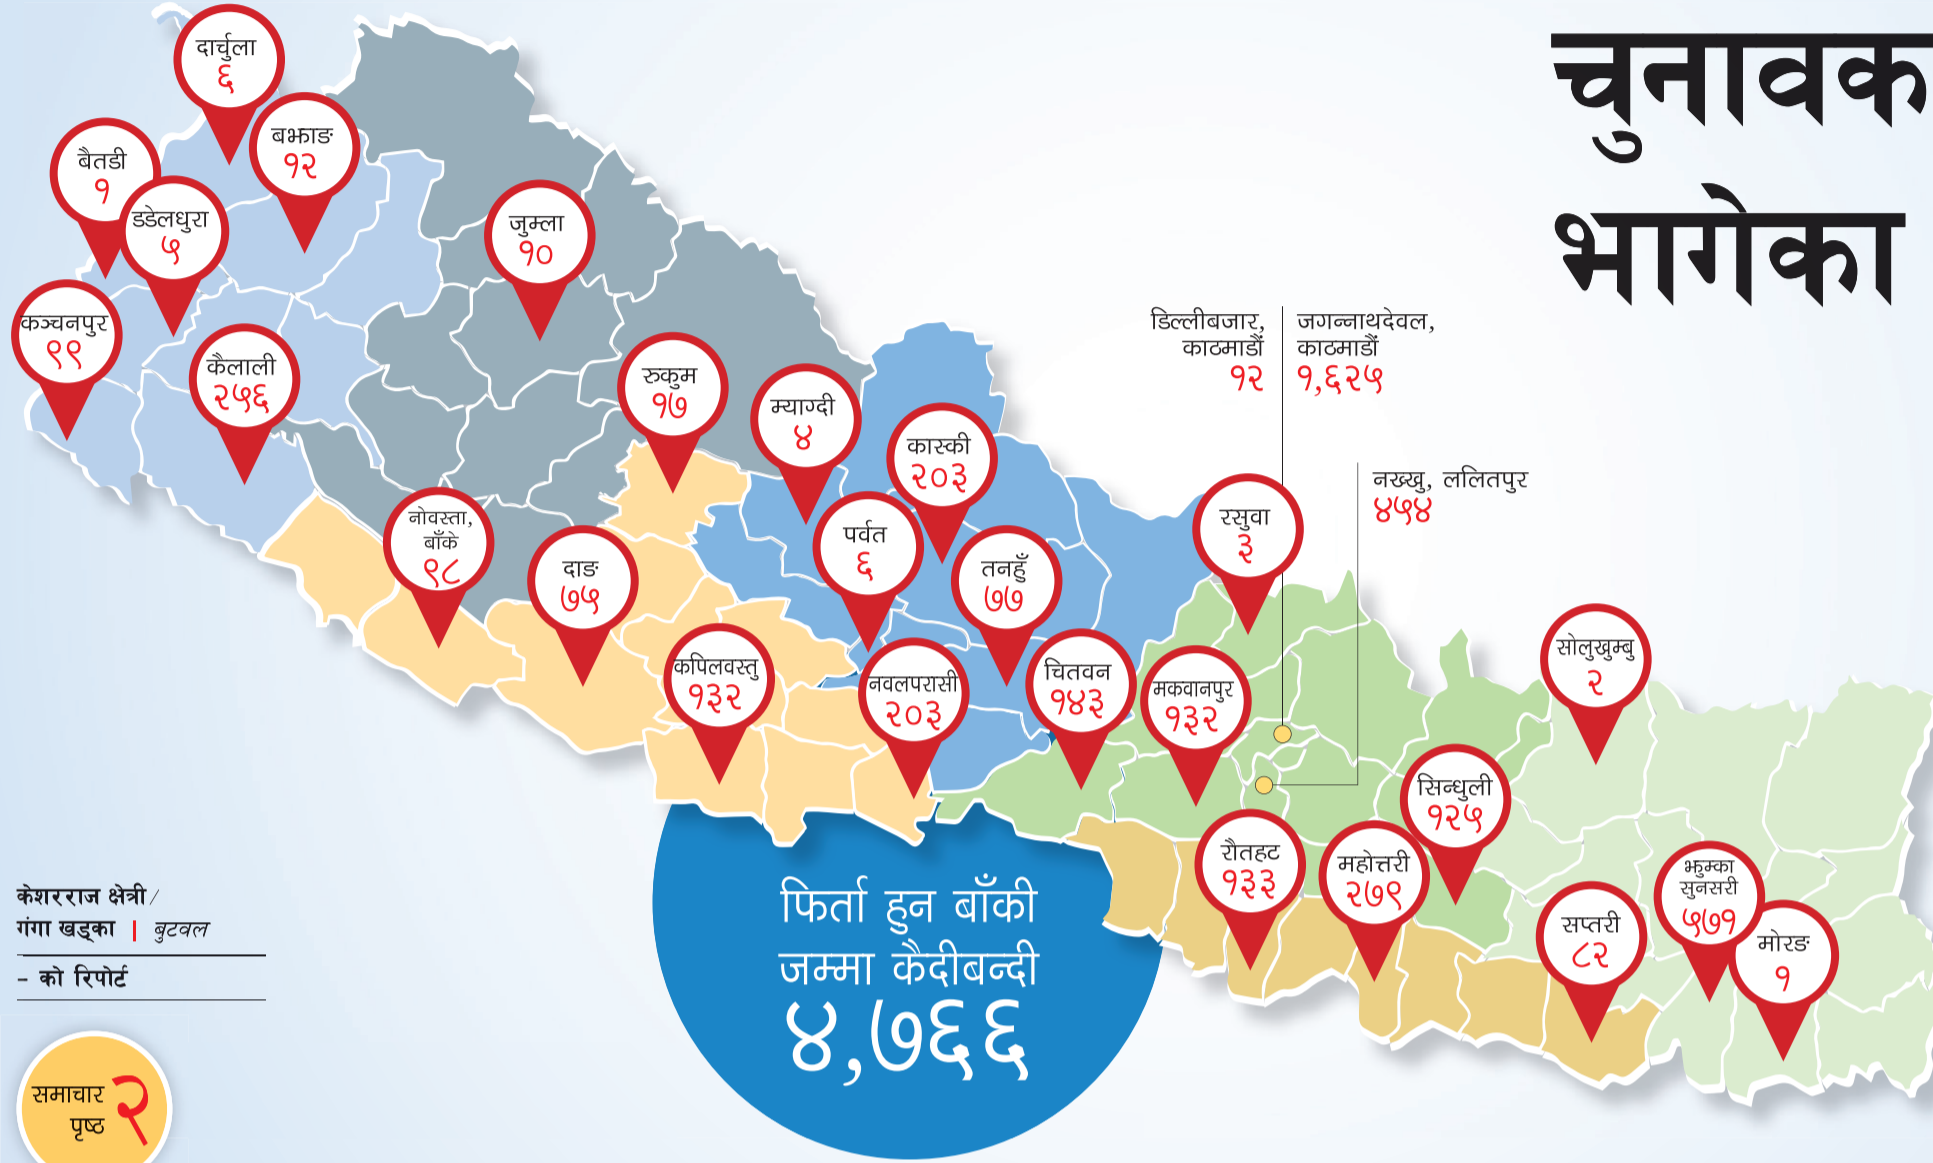 चुनावक
भागेका
दार्चुला
६
बझाङ
१२
बैतडी
१
डडेलधुरा
५
जुम्ला
१०
कञ्चनपुर
९९
कैलाली
२५६
रुकुम
१७
म्याग्दी
४
कास्की
२०३
डिल्लीबजार,
काठमाडौं
१२
जगन्नाथदेवल,
काठमाडौं
१,६२५
नख्खु, ललितपुर
४५४
रसुवा
३
नोवस्ता,
बाँके
९८
दाङ
७५
पर्वत
६
तनहुँ
७७
कपिलवस्तु
१३२
नवलपरासी
२०३
चितवन
१४३
मकवानपुर
१३२
सोलुखुम्बु
२
सिन्धुली
१२५
रौतहट
१३३
महोत्तरी
२७९
सप्तरी
८२
झुम्का
सुनसरी
५७१
मोरङ
१
फिर्ता हुन बाँकी
जम्मा कैदीबन्दी
४,७६६
केशरराज क्षेत्री/
गंगा खड्का | बुटवल
– को रिपोर्ट
समाचार
पृष्ठ २